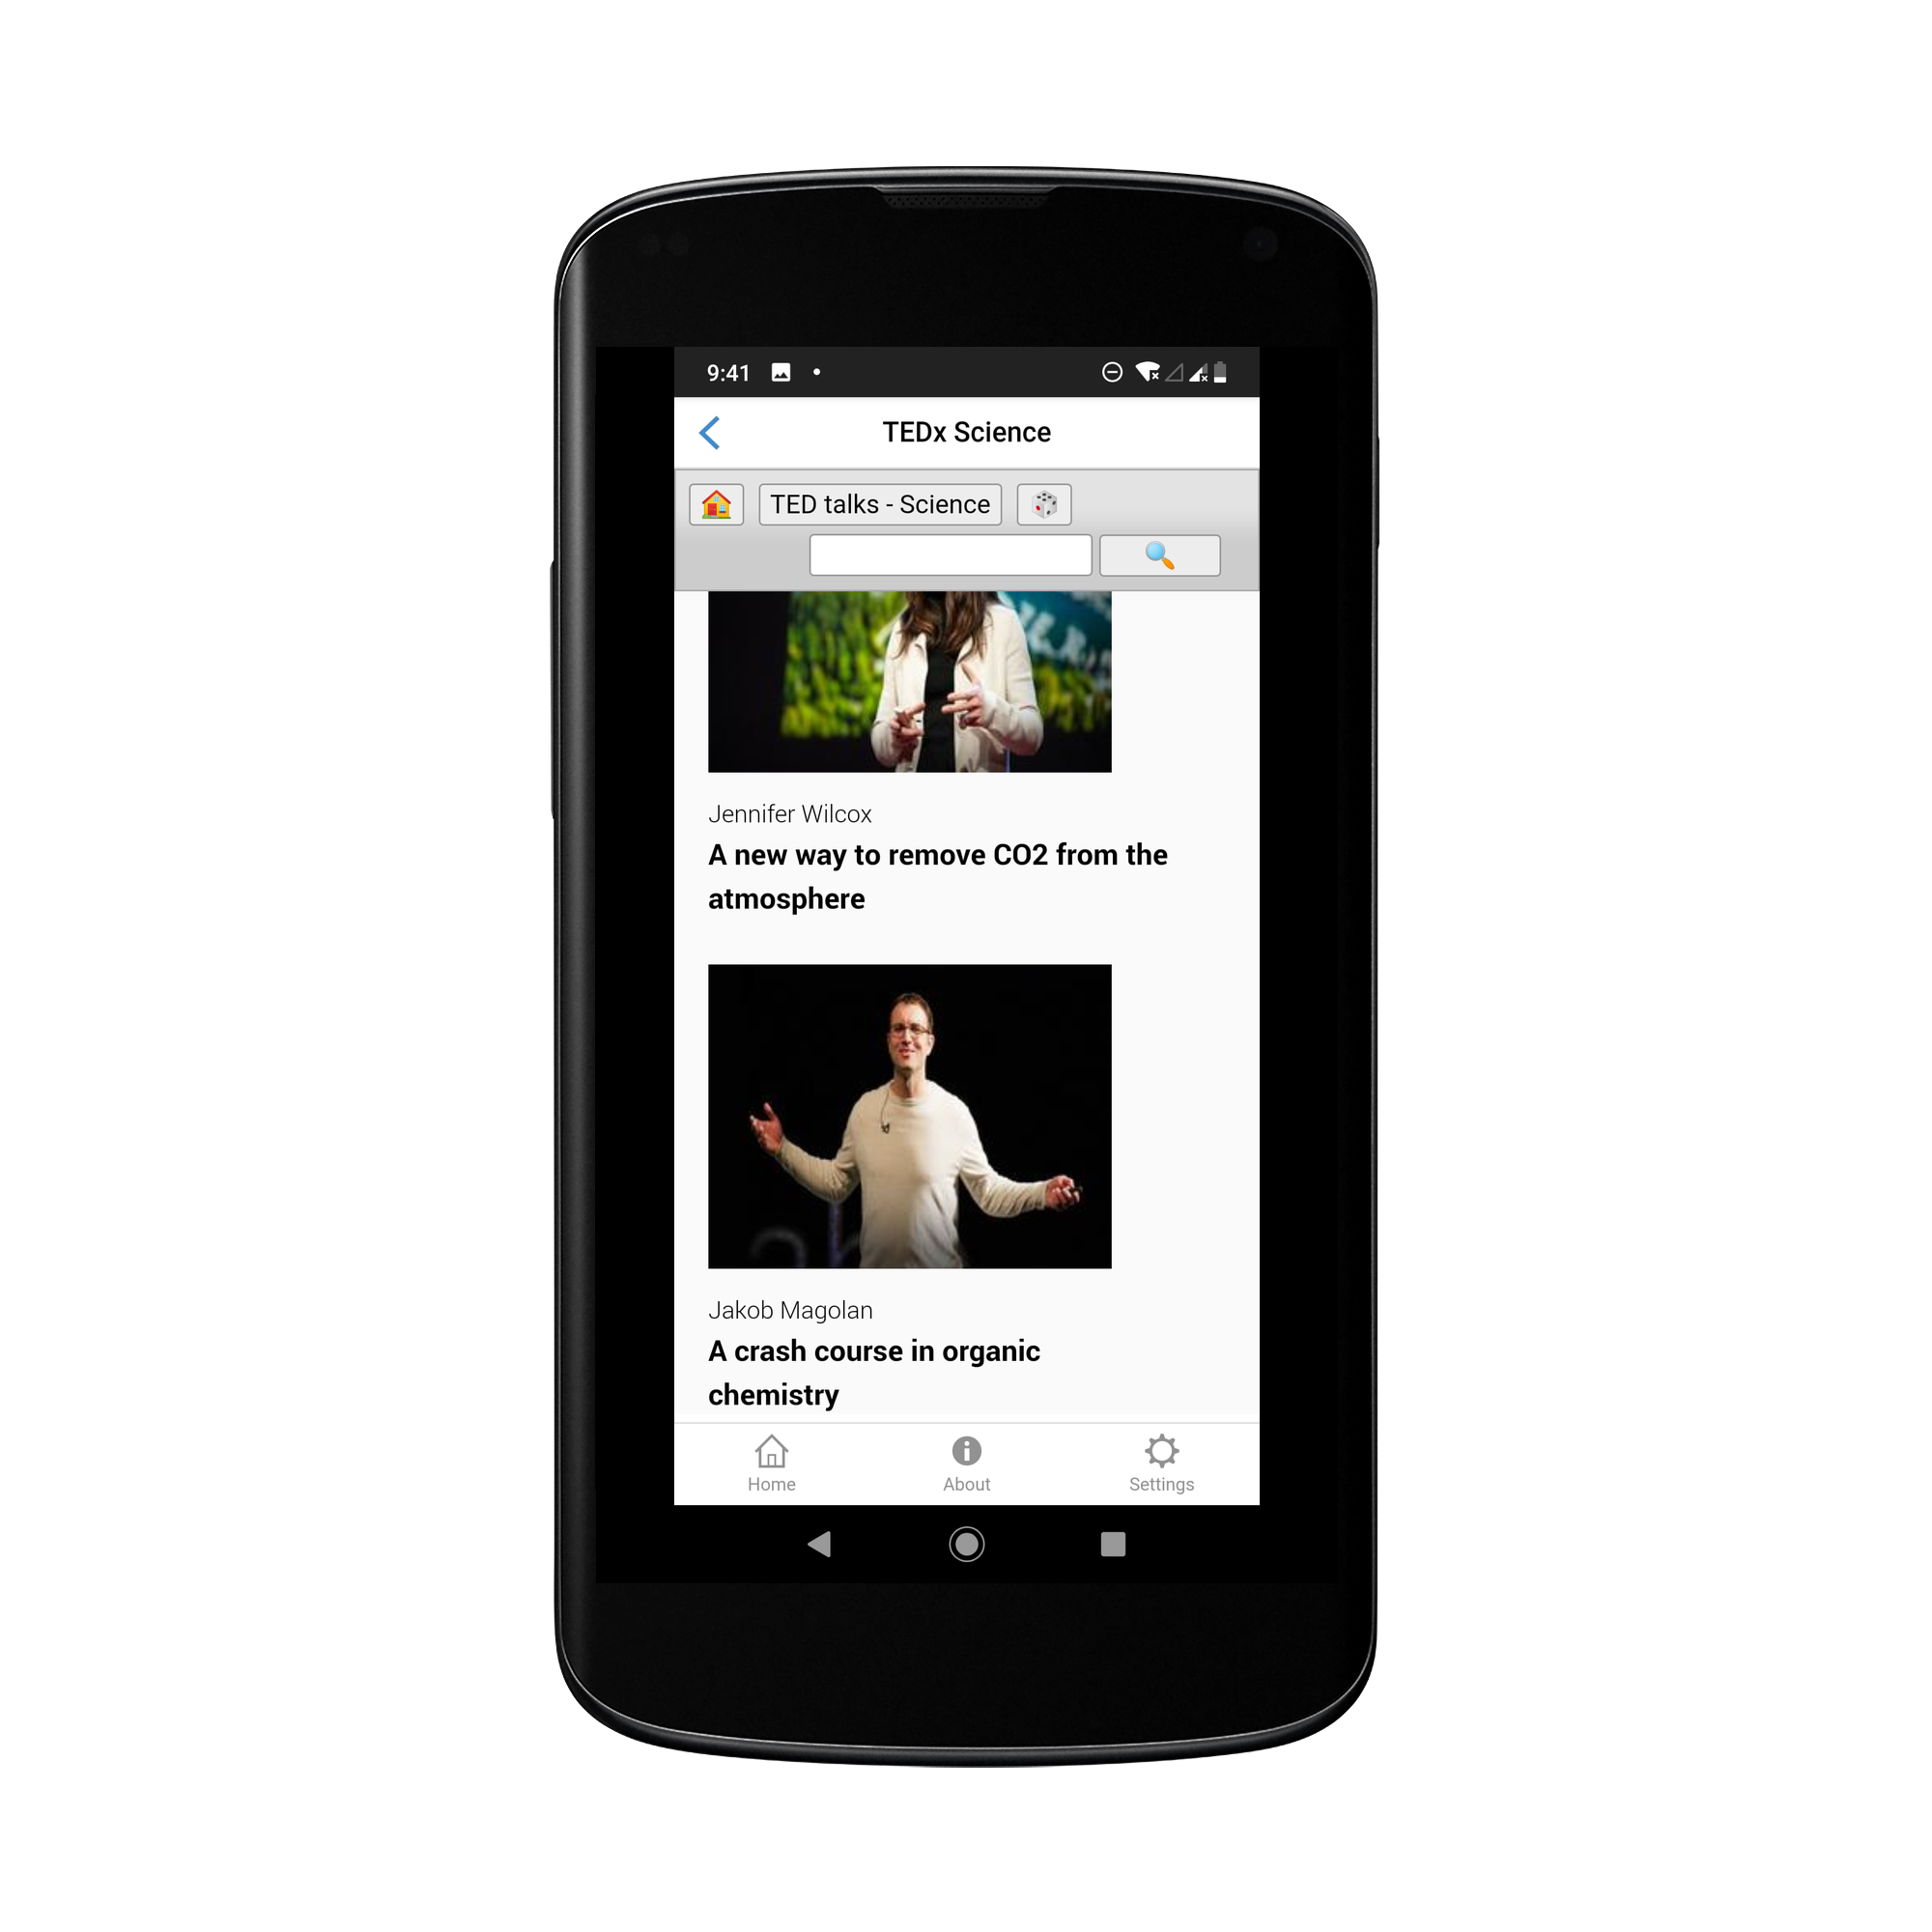 9:41
TEDx Science
TED talks - Science
Jennifer Wilcox
A new way to remove CO2 from the
atmosphere
Jakob Magolan
A crash course in organic
chemistry
Home
About
Settings